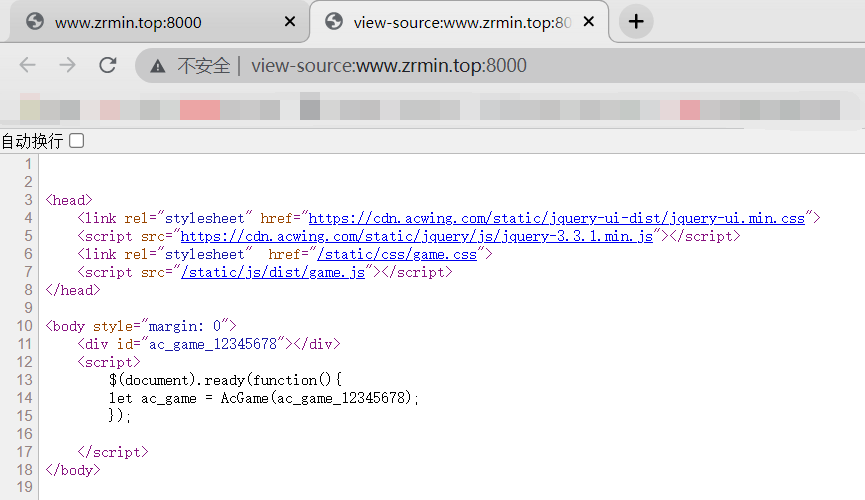 www.zrmin.top:8000
view-source:www.zrmin.top:80
不安全 | view-source:www.zrmin.top:8000
自动换行
1
2
3 <head>
4 <link rel="stylesheet" href="https://cdn.acwing.com/static/jquery-ui-dist/jquery-ui.min.css">
5 <script src="https://cdn.acwing.com/static/jquery/js/jquery-3.3.1.min.js"></script>
6 <link rel="stylesheet"  href="/static/css/game.css">
7 <script src="/static/js/dist/game.js"></script>
8 </head>
9
10 <body style="margin: 0">
11 <div id="ac_game_12345678"></div>
12 <script>
13 $(document).ready(function(){
14 let ac_game = AcGame(ac_game_12345678);
15 });
16
17 </script>
18 </body>
19